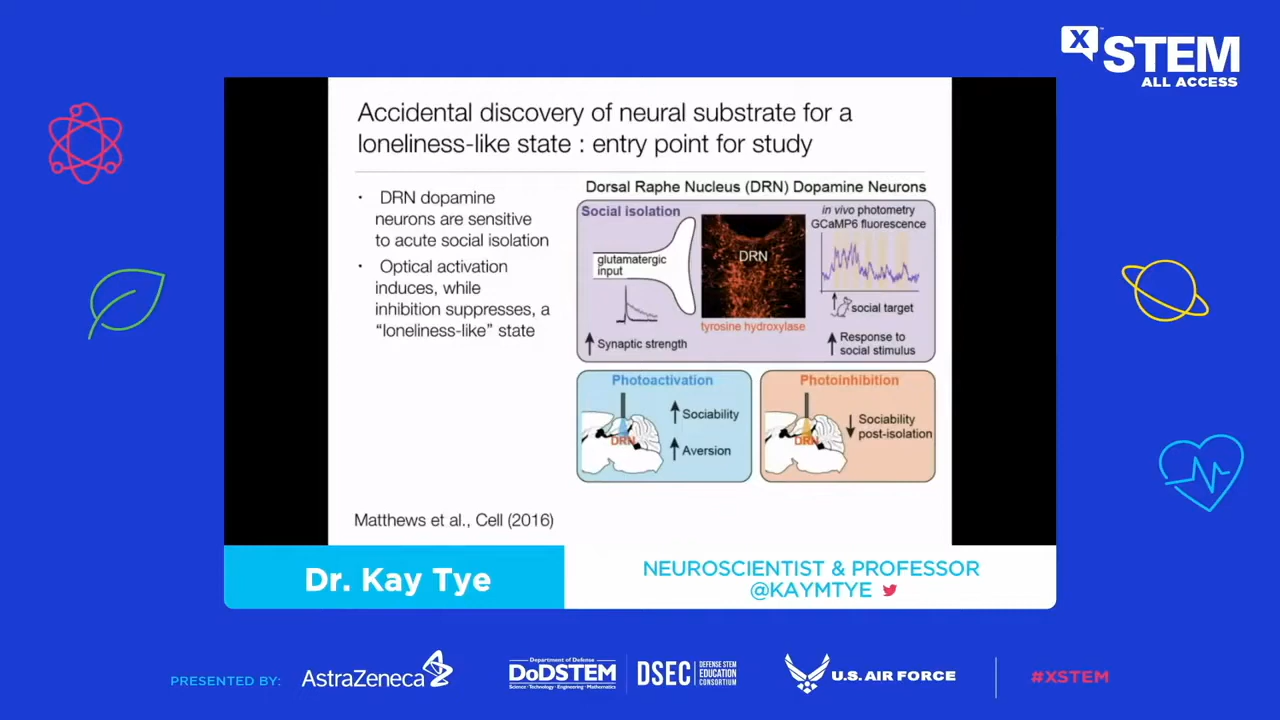 X STEM
ALL ACCESS
Accidental discovery of neural substrate for a
loneliness-like state : entry point for study
• DRN dopamine
neurons are sensitive
to acute social isolation
• Optical activation
induces, while
inhibition suppresses, a
“loneliness-like” state
Dorsal Raphe Nucleus (DRN) Dopamine Neurons
Social isolation
glutamatergic
input
Synaptic strength
DRN
tyrosine hydroxylase
in vivo photometry
GCaMP6 fluorescence
social target
Response to
social stimulus
Photoactivation
DRN
Sociability
Aversion
Photoinhibition
DRN
Sociability
post-isolation
Matthews et al., Cell (2016)
Dr. Kay Tye
NEUROSCIENTIST & PROFESSOR
@KAYMTYE
PRESENTED BY:
AstraZeneca
Department of Defense
DoDSTEM
Science · Technology · Engineering · Mathematics
DSEC
DEFENSE STEM
EDUCATION
CONSORTIUM
U.S. AIR FORCE
#XSTEM